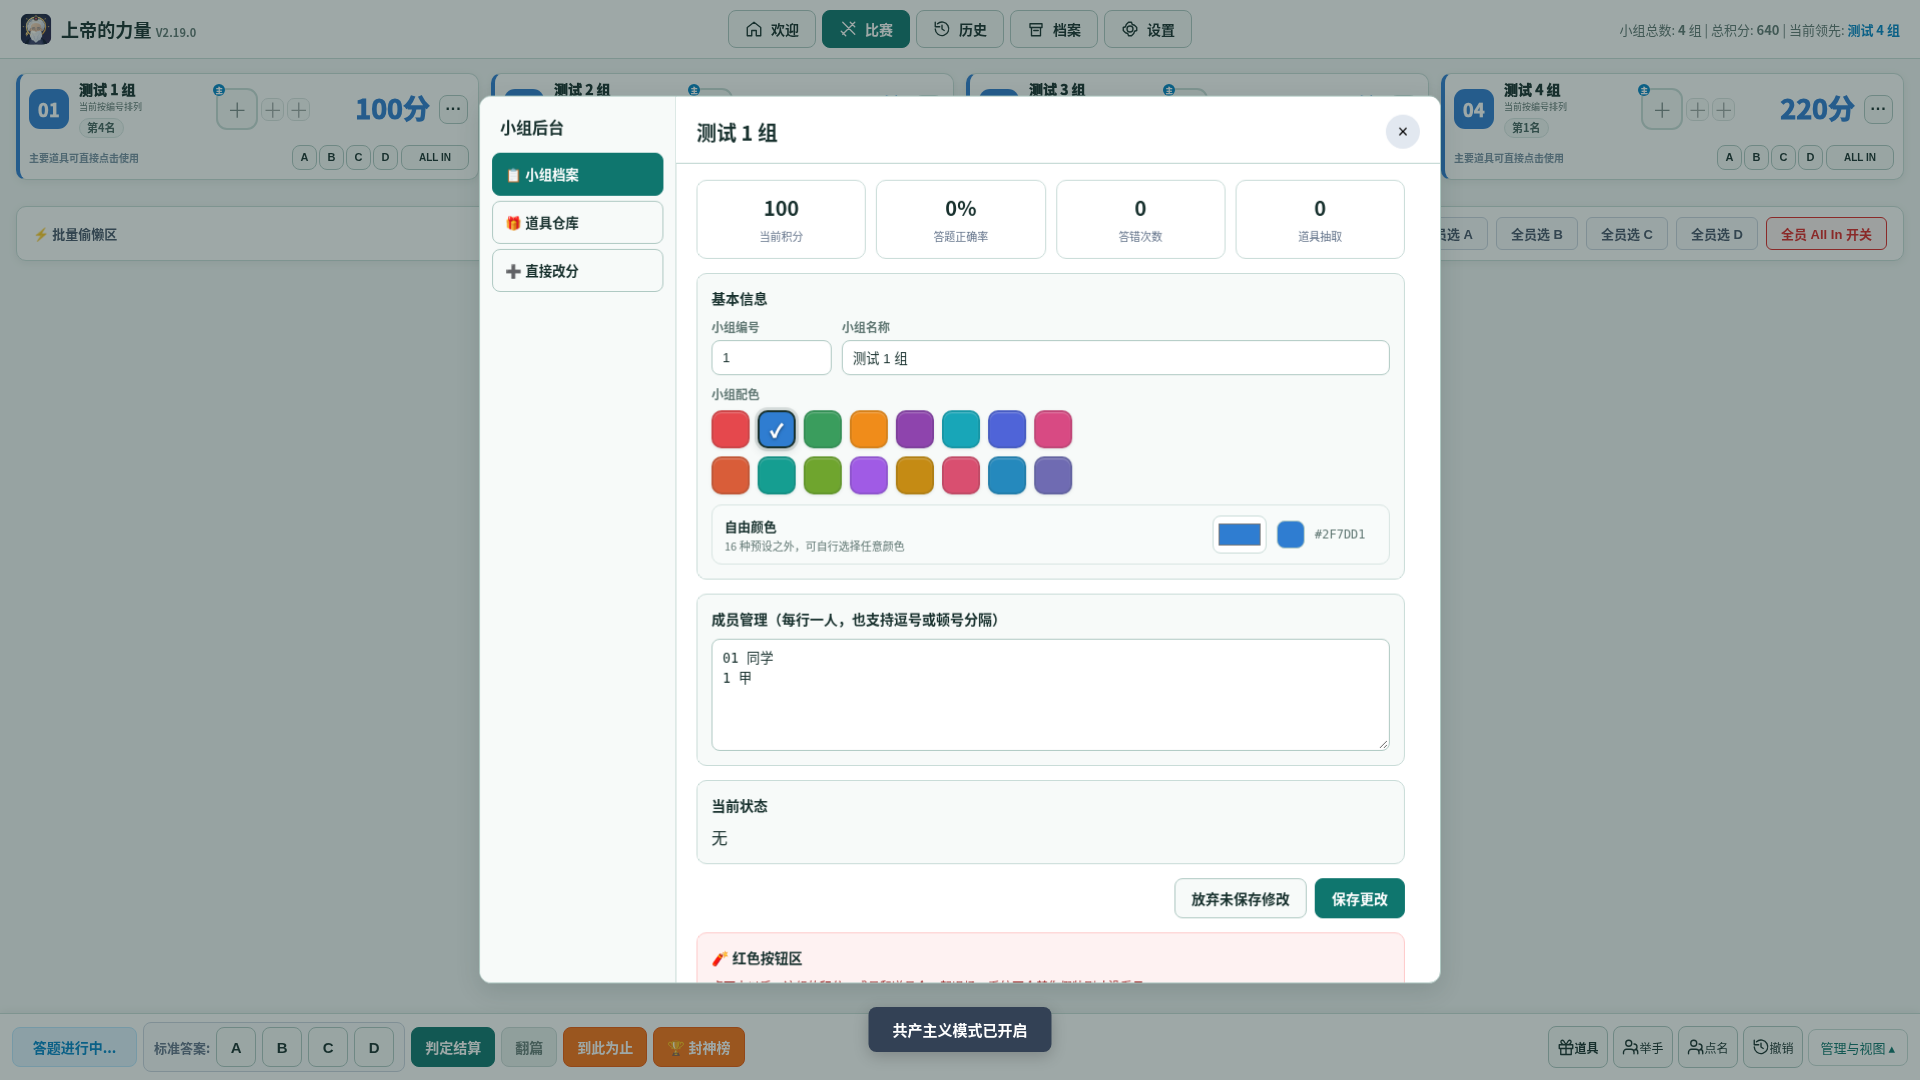 上帝的力量 V2.19.0
欢迎
比赛
历史
档案
设置
小组总数: 4 组 | 总积分: 640 | 当前领先: 测试 4 组
01
测试 1 组
当前按编号排列
第4名
主
100分
主要道具可直接点击使用
A
B
C
D
ALL IN
测试 2 组
主
测试 3 组
主
04
测试 4 组
当前按编号排列
第1名
主
220分
主要道具可直接点击使用
A
B
C
D
ALL IN
⚡ 批量偷懒区
员选 A
全员选 B
全员选 C
全员选 D
全员 All In 开关
小组后台
📋 小组档案
🎁 道具仓库
➕ 直接改分
测试 1 组
×
100
当前积分
0%
答题正确率
0
答错次数
0
道具抽取
基本信息
小组编号
小组名称
1
测试 1 组
小组配色
自由颜色
16 种预设之外，可自行选择任意颜色
#2F7DD1
成员管理（每行一人，也支持逗号或顿号分隔）
01 同学
1 甲
当前状态
无
放弃未保存修改
保存更改
🧨 红色按钮区
共产主义模式已开启
答题进行中...
标准答案:
A
B
C
D
判定结算
翻篇
到此为止
🏆 封神榜
道具
举手
点名
撤销
管理与视图 ▴